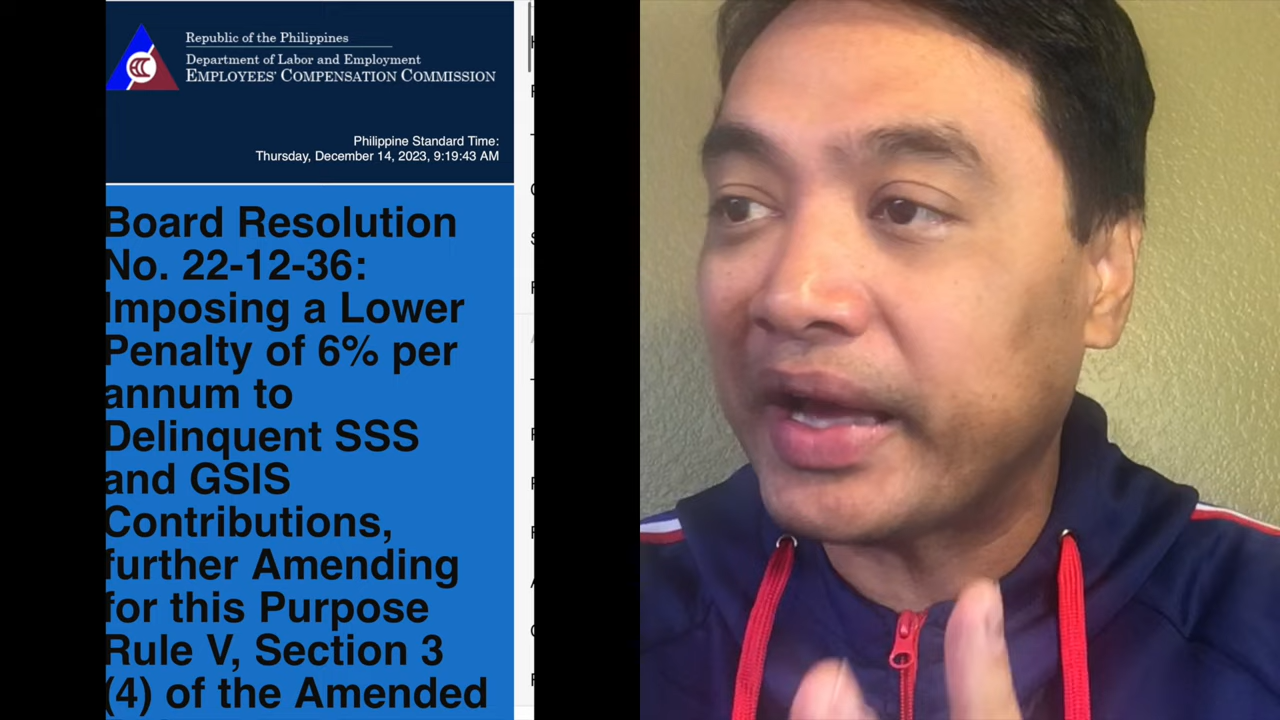 Republic of the Philippines
Department of Labor and Employment
EMPLOYEES' COMPENSATION COMMISSION
ECC
Philippine Standard Time:
Thursday, December 14, 2023, 9:19:43 AM
Board Resolution
No. 22-12-36:
Imposing a Lower
Penalty of 6% per
annum to
Delinquent SSS
and GSIS
Contributions,
further Amending
for this Purpose
Rule V, Section 3
(4) of the Amended